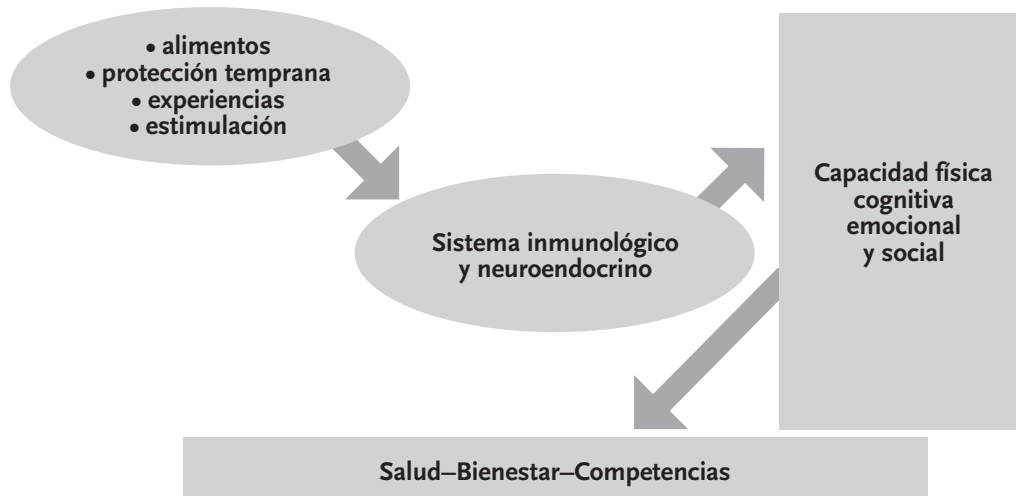 • alimentos
• protección temprana
• experiencias
• estimulación
Sistema inmunológico
y neuroendocrino
Capacidad física
cognitiva
emocional
y social
Salud–Bienestar–Competencias